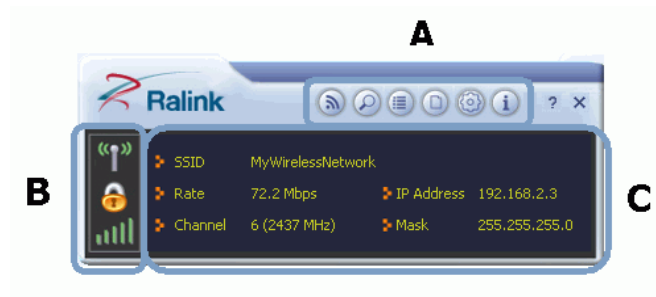 A
Ralink
i ? ×
B
C
SSID MyWirelessNetwork
Rate 72.2 Mbps IP Address 192.168.2.3
Channel 6 (2437 MHz) Mask 255.255.255.0